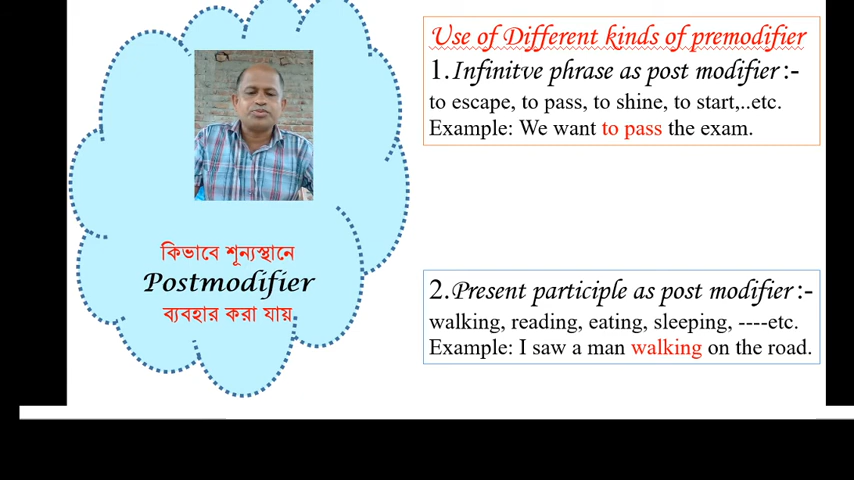 কিভাবে শূন্যস্থানে
Postmodifier
ব্যবহার করা যায়
Use of Different kinds of premodifier
1.Infinitve phrase as post modifier:-
to escape, to pass, to shine, to start,..etc.
Example: We want to pass the exam.
2.Present participle as post modifier:-
walking, reading, eating, sleeping, ----etc.
Example: I saw a man walking on the road.